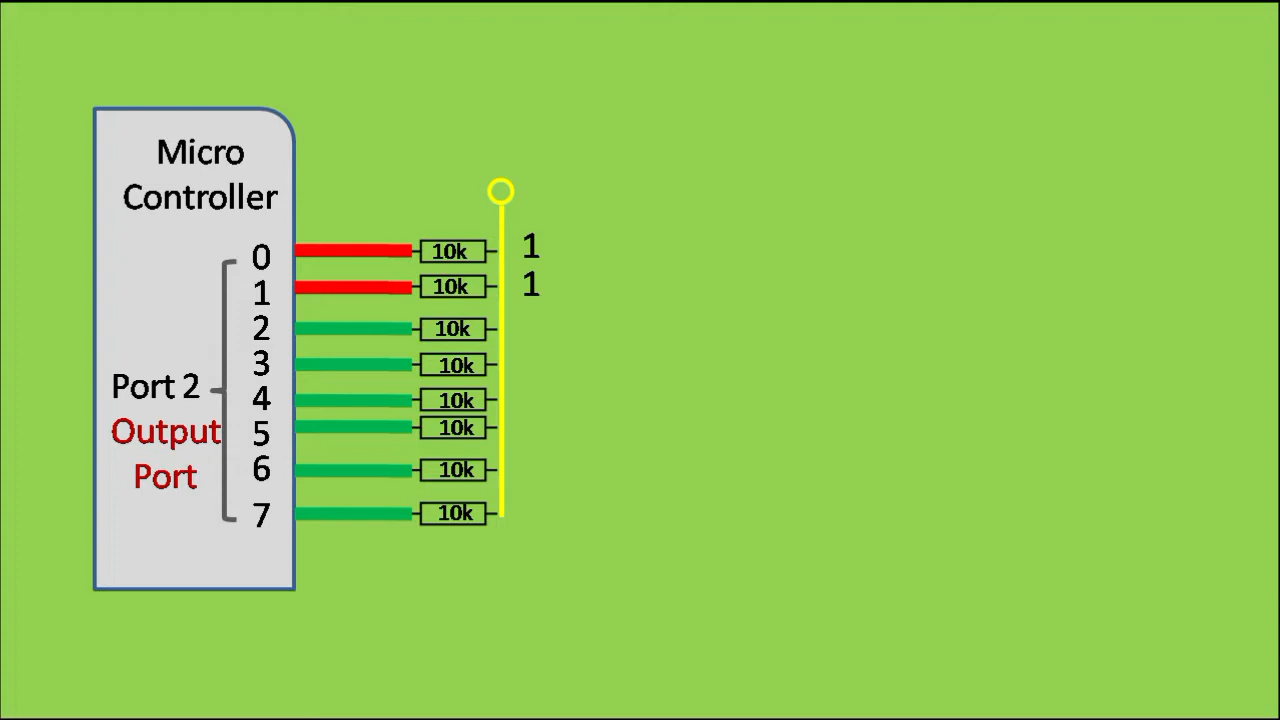 Micro
Controller
0 10k 1
1 10k 1
2 10k
3 10k
Port 2 4 10k
Output 5 10k
Port 6 10k
7 10k